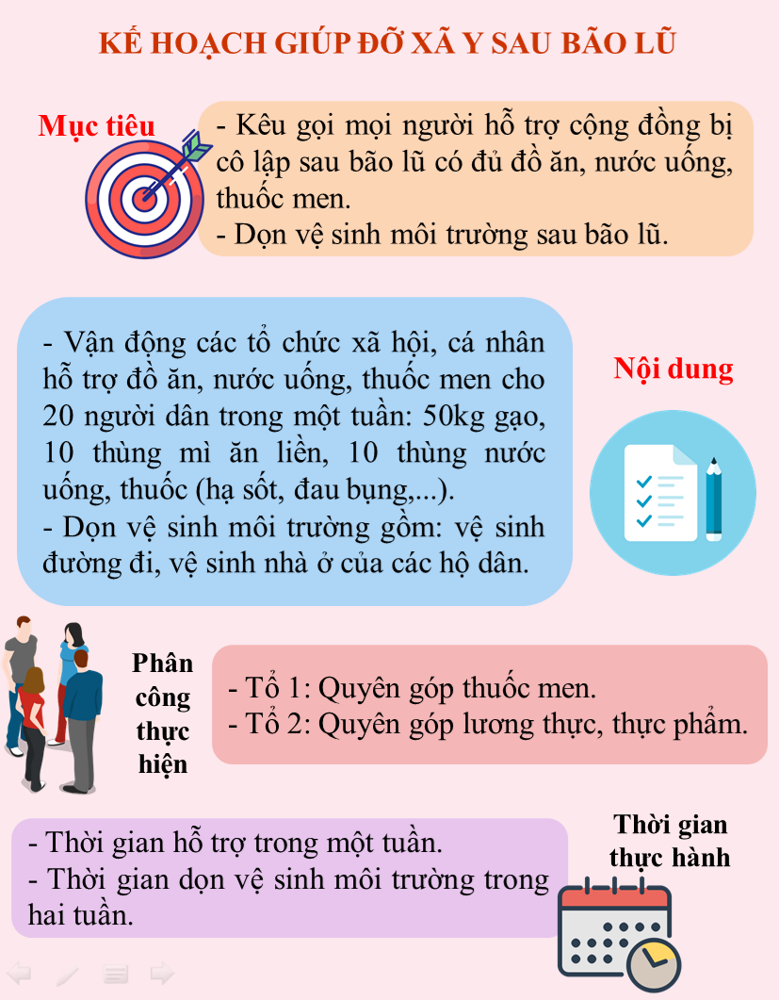 KẾ HOẠCH GIÚP ĐỠ XÃ Y SAU BÃO LŨ
Mục tiêu
- Kêu gọi mọi người hỗ trợ cộng đồng bị
cô lập sau bão lũ có đủ đồ ăn, nước uống,
thuốc men.
- Dọn vệ sinh môi trường sau bão lũ.
- Vận động các tổ chức xã hội, cá nhân
hỗ trợ đồ ăn, nước uống, thuốc men cho
20 người dân trong một tuần: 50kg gạo,
10 thùng mì ăn liền, 10 thùng nước
uống, thuốc (hạ sốt, đau bụng,...).
- Dọn vệ sinh môi trường gồm: vệ sinh
đường đi, vệ sinh nhà ở của các hộ dân.
Nội dung
Phân
công
thực
hiện
- Tổ 1: Quyên góp thuốc men.
- Tổ 2: Quyên góp lương thực, thực phẩm.
Thời gian
thực hành
- Thời gian hỗ trợ trong một tuần.
- Thời gian dọn vệ sinh môi trường trong
hai tuần.